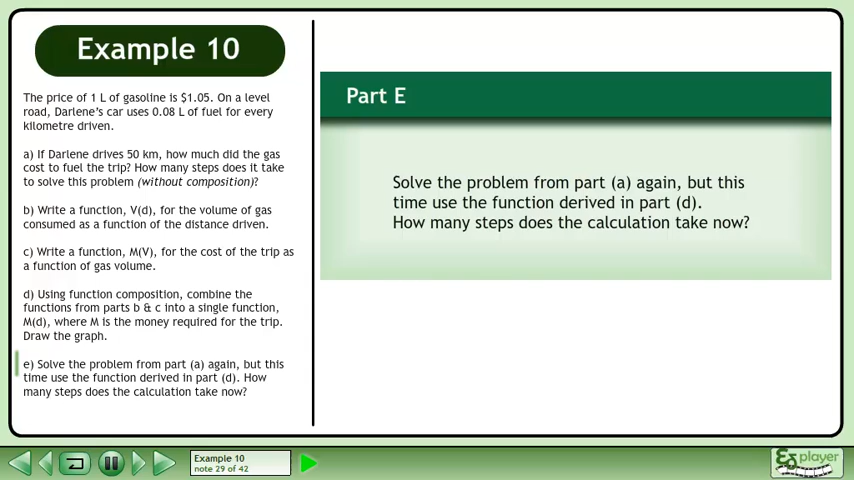 Example 10
The price of 1 L of gasoline is $1.05. On a level
road, Darlene's car uses 0.08 L of fuel for every
kilometre driven.
a) If Darlene drives 50 km, how much did the gas
cost to fuel the trip? How many steps does it take
to solve this problem (without composition)?
b) Write a function, V(d), for the volume of gas
consumed as a function of the distance driven.
c) Write a function, M(V), for the cost of the trip as
a function of gas volume.
d) Using function composition, combine the
functions from parts b & c into a single function,
M(d), where M is the money required for the trip.
Draw the graph.
e) Solve the problem from part (a) again, but this
time use the function derived in part (d). How
many steps does the calculation take now?
Part E
Solve the problem from part (a) again, but this
time use the function derived in part (d).
How many steps does the calculation take now?
Example 10
note 29 of 42
player